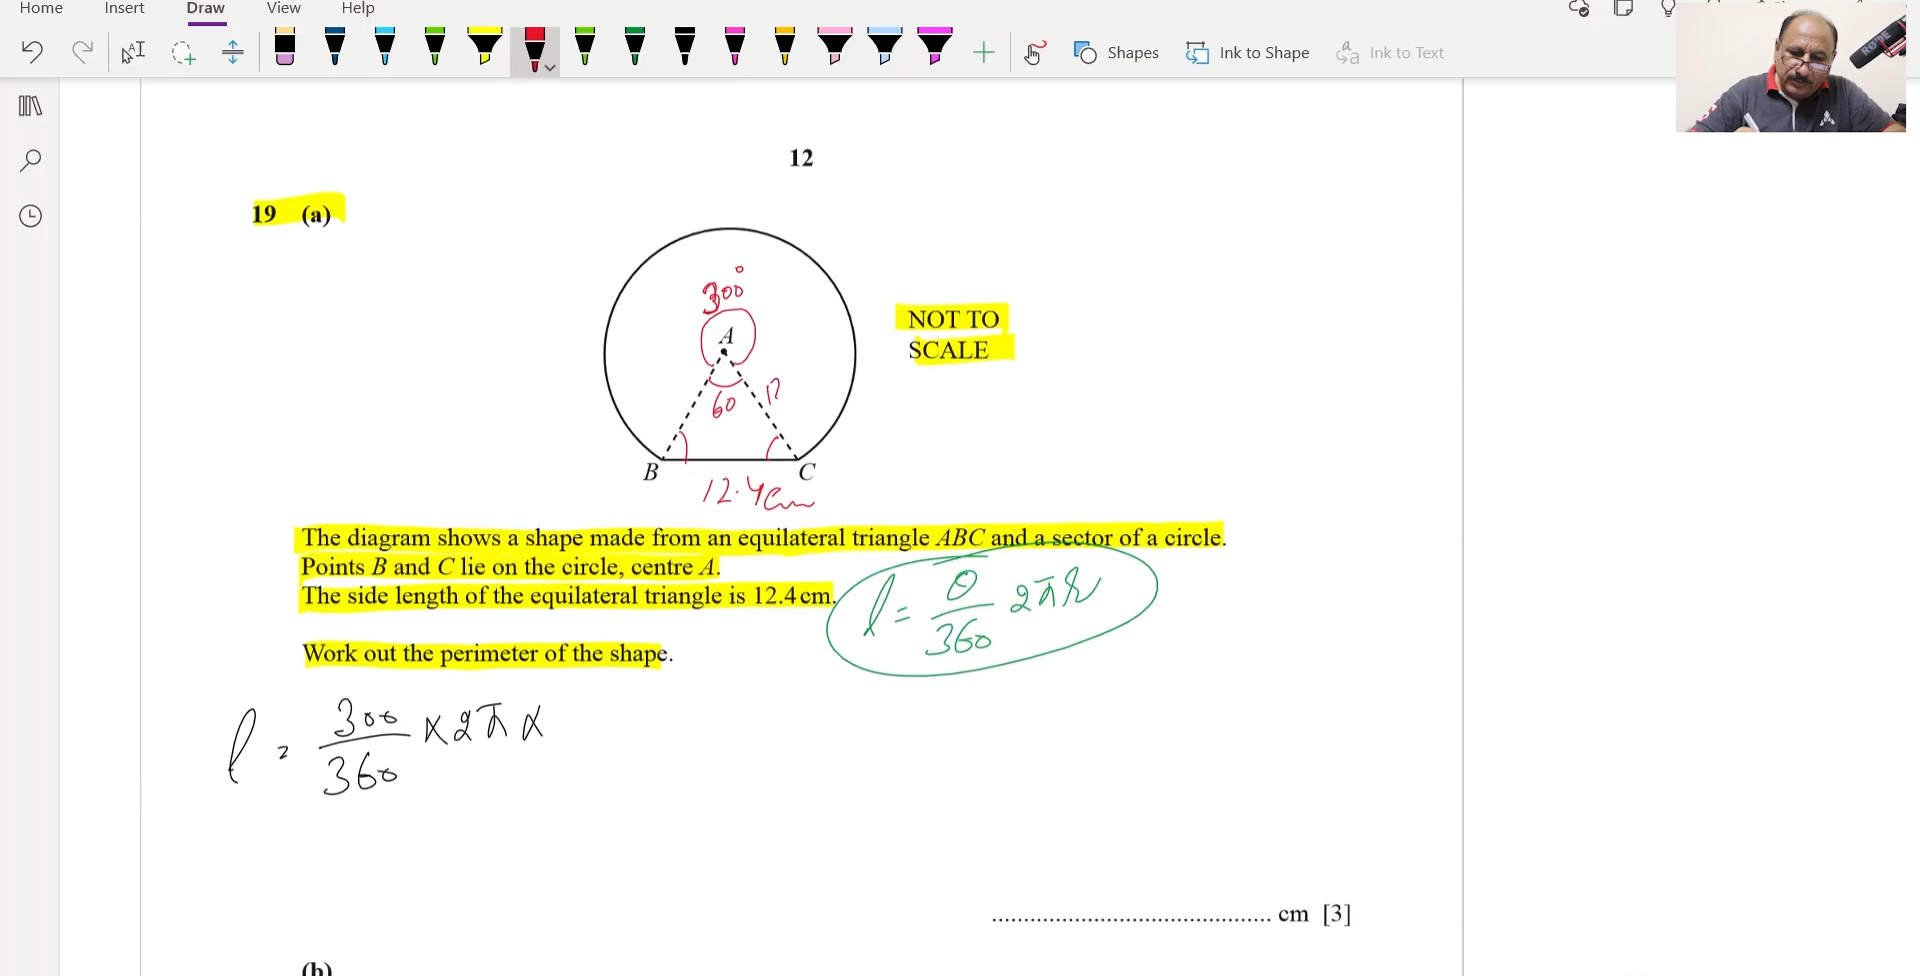 Home Insert Draw View Help
Shapes Ink to Shape Ink to Text
RØDE
12
19 (a)
300°
A
60
12
NOT TO
SCALE
B C
12.4cm
The diagram shows a shape made from an equilateral triangle ABC and a sector of a circle.
Points B and C lie on the circle, centre A.
The side length of the equilateral triangle is 12.4 cm.
l = θ/360 2πr
Work out the perimeter of the shape.
l = 300/360 × 2π ×
............................................ cm [3]
(b)